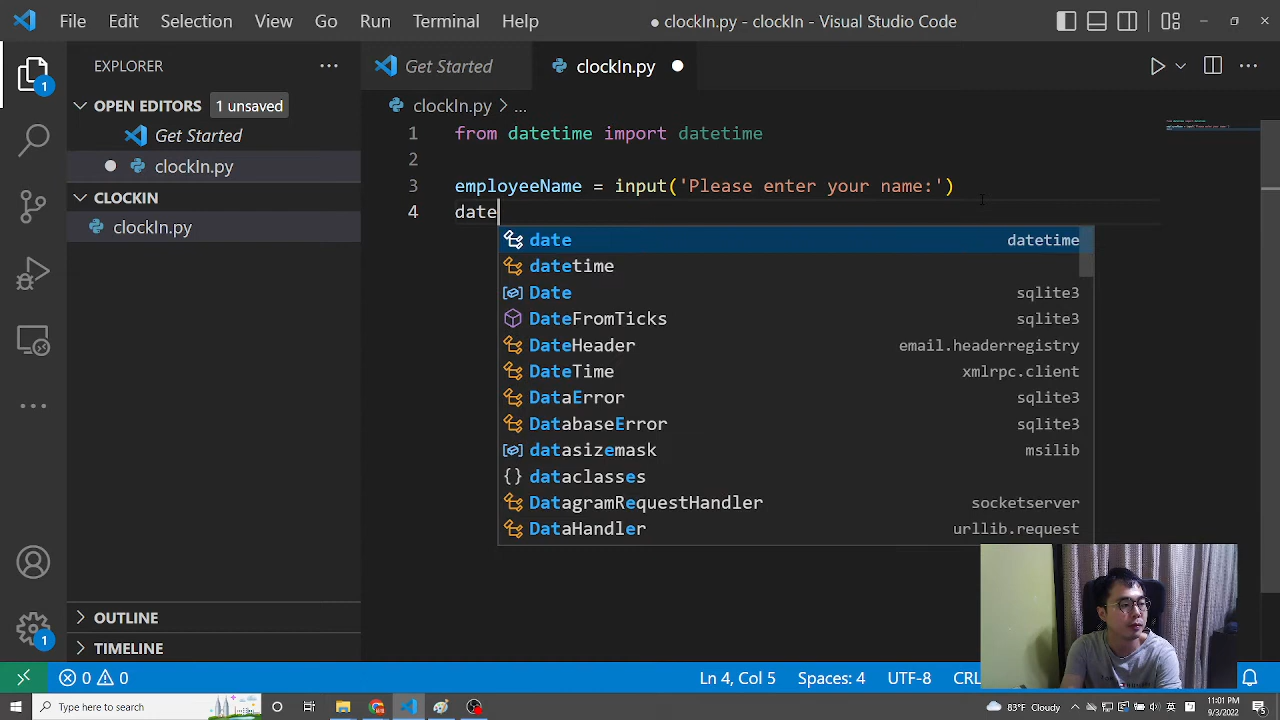 File Edit Selection View Go Run Terminal Help ● clockIn.py - clockIn - Visual Studio Code
EXPLORER
OPEN EDITORS 1 unsaved
Get Started
clockIn.py
CLOCKIN
clockIn.py
OUTLINE
TIMELINE
1
1
Get Started clockIn.py
clockIn.py > ...
1 from datetime import datetime
2
3 employeeName = input('Please enter your name:')
4 date
date datetime
datetime
Date sqlite3
DateFromTicks sqlite3
DateHeader email.headerregistry
DateTime xmlrpc.client
DataError sqlite3
DatabaseError sqlite3
datasizemask msilib
dataclasses
DatagramRequestHandler socketserver
DataHandler urllib.request
0 0 Ln 4, Col 5 Spaces: 4 UTF-8 CRL
Type here to search 83°F Cloudy 英 11:01 PM
9/3/2022